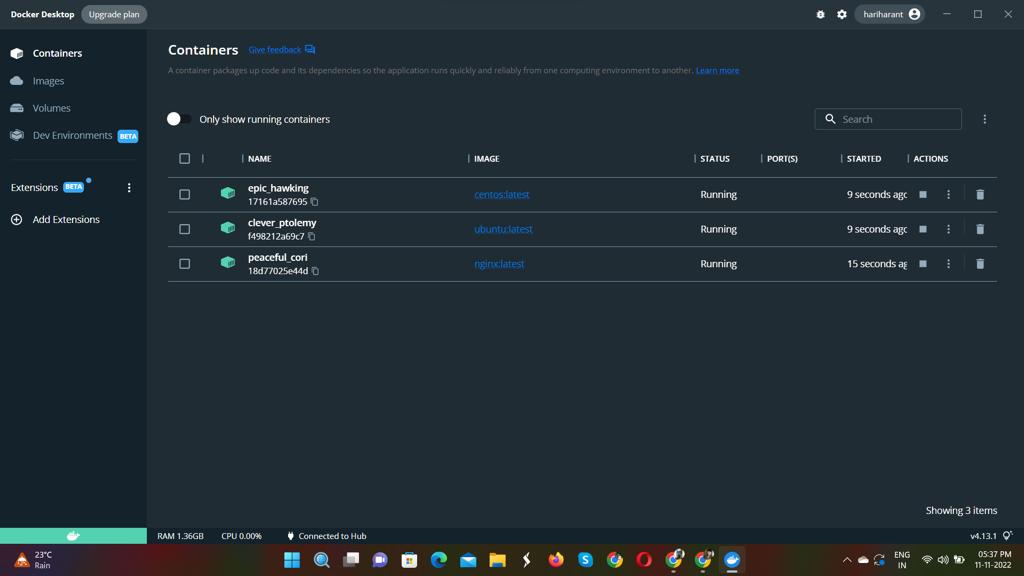 Docker Desktop Upgrade plan hariharant
Containers
Images
Volumes
Dev Environments BETA
Extensions BETA
Add Extensions
Containers Give feedback
A container packages up code and its dependencies so the application runs quickly and reliably from one computing environment to another. Learn more
Only show running containers Search
NAME IMAGE STATUS PORT(S) STARTED ACTIONS
epic_hawking
17161a587695 centos:latest Running 9 seconds agc
clever_ptolemy
f498212a69c7 ubuntu:latest Running 9 seconds agc
peaceful_cori
18d77025e44d nginx:latest Running 15 seconds ag
Showing 3 items
RAM 1.36GB CPU 0.00% Connected to Hub v4.13.1
23°C
Rain
ENG
IN
05:37 PM
11-11-2022